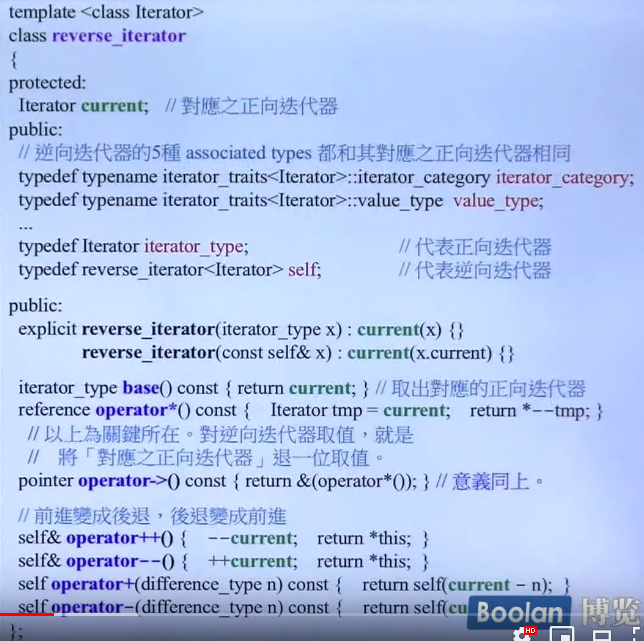 template <class Iterator>
class reverse_iterator
{
protected:
Iterator current; // 對應之正向迭代器
public:
// 逆向迭代器的5種 associated types 都和其對應之正向迭代器相同
typedef typename iterator_traits<Iterator>::iterator_category iterator_category;
typedef typename iterator_traits<Iterator>::value_type value_type;
...
typedef Iterator iterator_type; // 代表正向迭代器
typedef reverse_iterator<Iterator> self; // 代表逆向迭代器
public:
explicit reverse_iterator(iterator_type x) : current(x) {}
reverse_iterator(const self& x) : current(x.current) {}
iterator_type base() const { return current; } // 取出對應的正向迭代器
reference operator*() const { Iterator tmp = current; return *--tmp; }
// 以上為關鍵所在。對逆向迭代器取值，就是
// 將「對應之正向迭代器」退一位取值。
pointer operator->() const { return &(operator*()); } // 意義同上。
// 前進變成後退，後退變成前進
self& operator++() { --current; return *this; }
self& operator--() { ++current; return *this; }
self operator+(difference_type n) const { return self(current - n); }
self operator-(difference_type n) const { return self(cu
};
Boolan 博览
HD